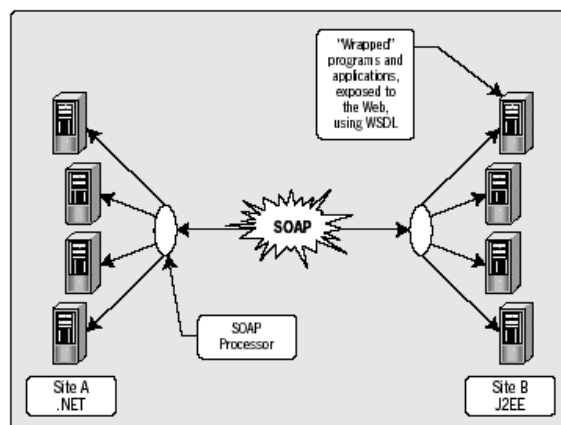 "Wrapped"
programs and
applications,
exposed to
the Web,
using WSDL
SOAP
SOAP
Processor
Site A
.NET
Site B
J2EE